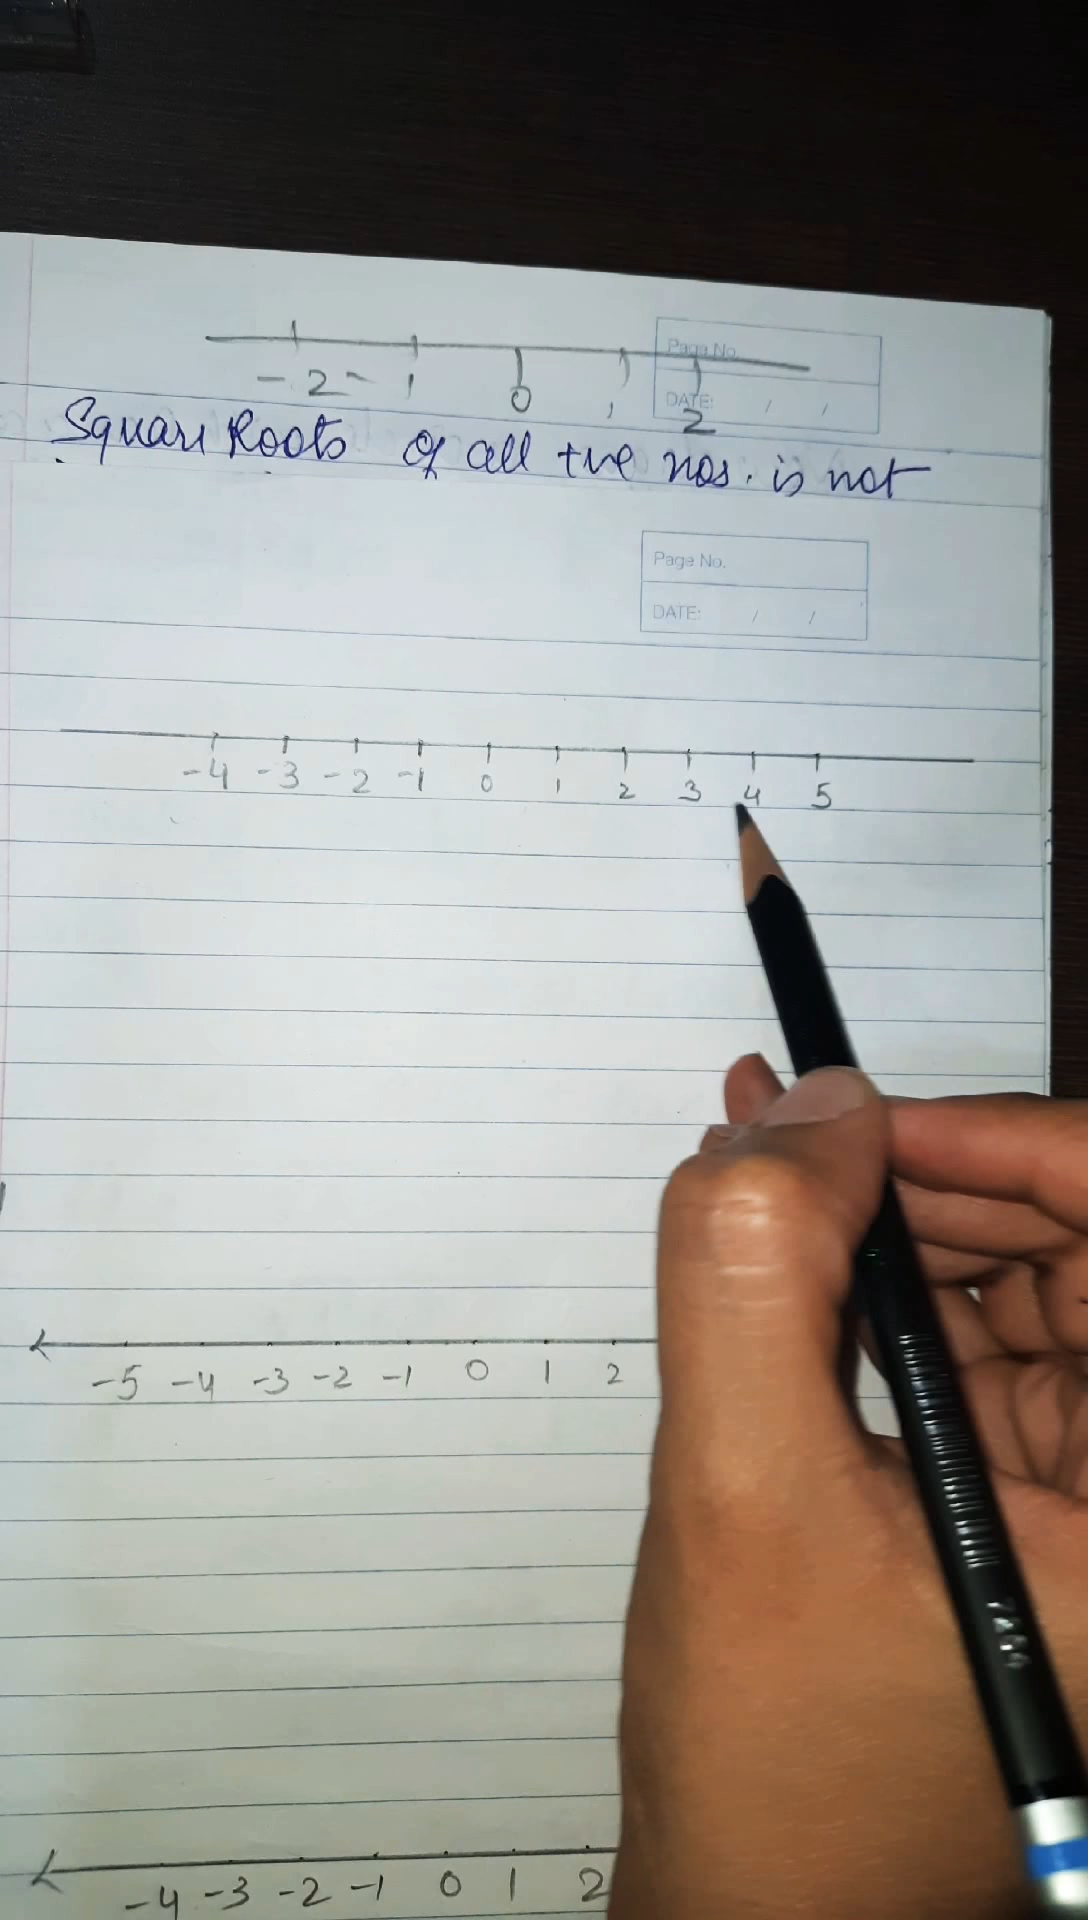 -2 -1 0 1 2
Page No.
DATE: / /
Square Roots of all +ve nos. is not
Page No.
DATE: / /
-4 -3 -2 -1 0 1 2 3 4 5
-5 -4 -3 -2 -1 0 1 2
-4 -3 -2 -1 0 1 2